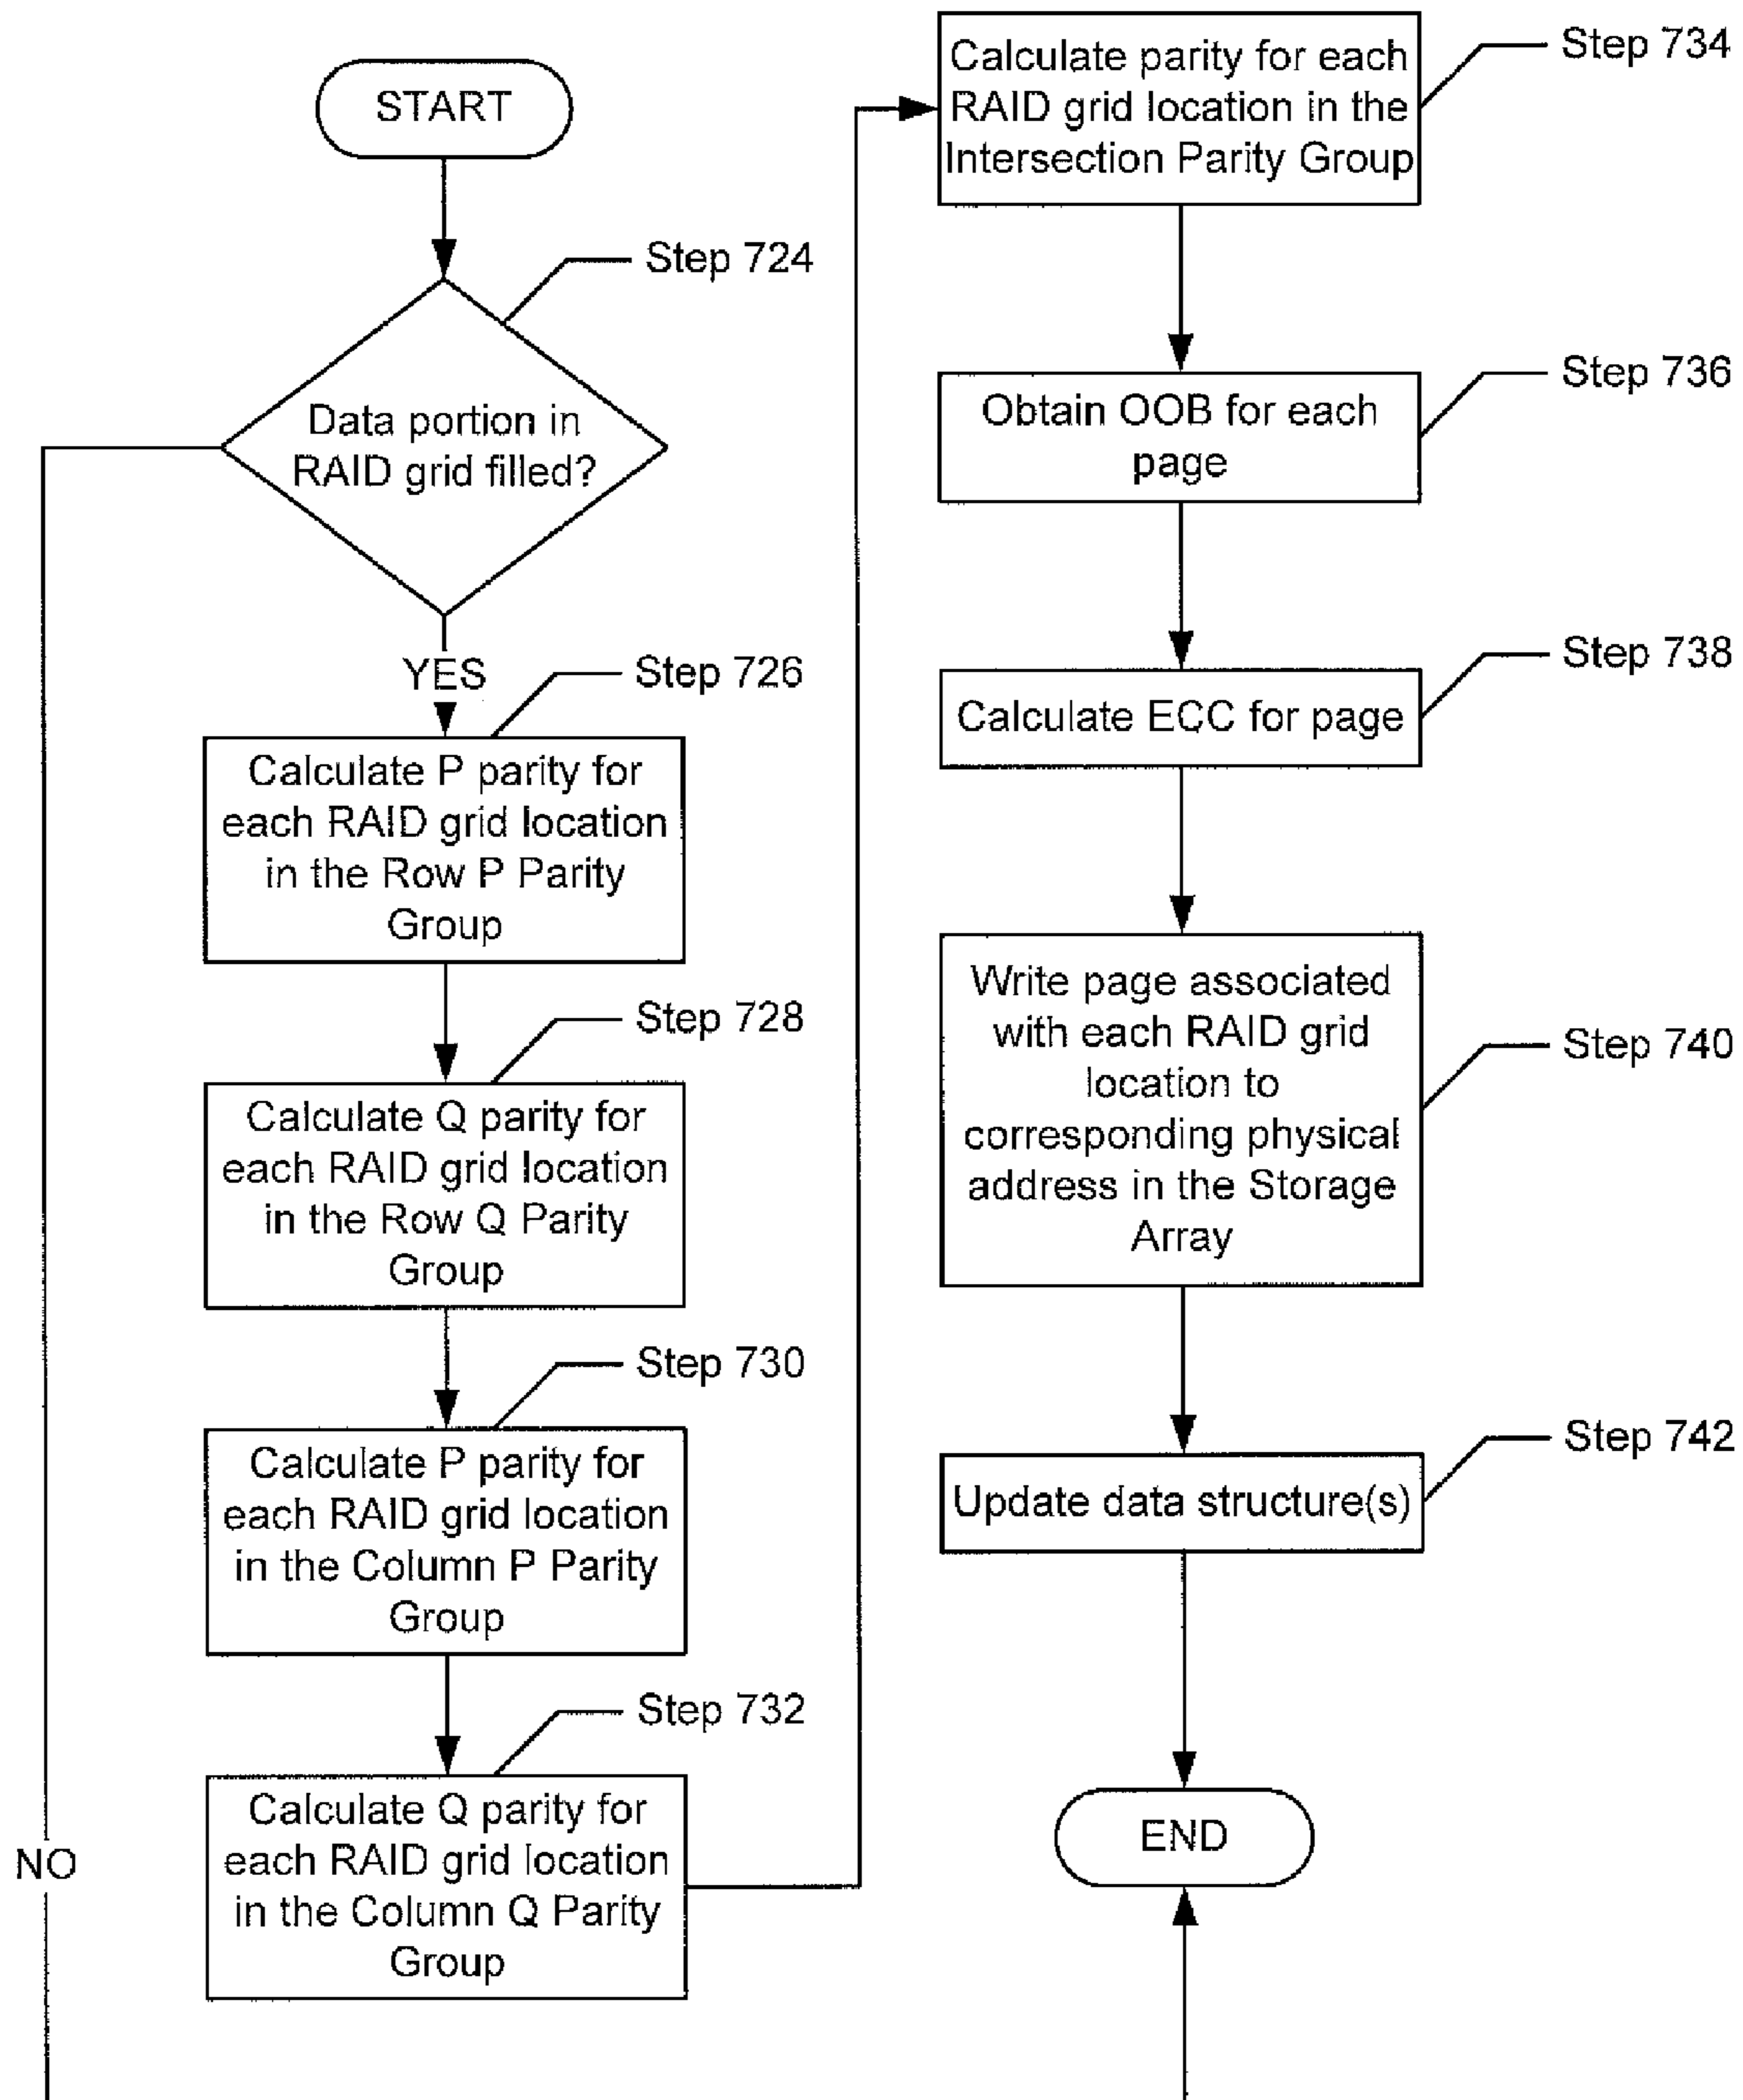 START
Step 724
Data portion in
RAID grid filled?
YES
Step 726
Calculate P parity for
each RAID grid location
in the Row P Parity
Group
Step 728
Calculate Q parity for
each RAID grid location
in the Row Q Parity
Group
Step 730
Calculate P parity for
each RAID grid location
in the Column P Parity
Group
Step 732
Calculate Q parity for
each RAID grid location
in the Column Q Parity
Group
NO
Calculate parity for each
RAID grid location in the
Intersection Parity Group
Step 734
Obtain OOB for each
page
Step 736
Calculate ECC for page
Step 738
Write page associated
with each RAID grid
location to
corresponding physical
address in the Storage
Array
Step 740
Update data structure(s)
Step 742
END